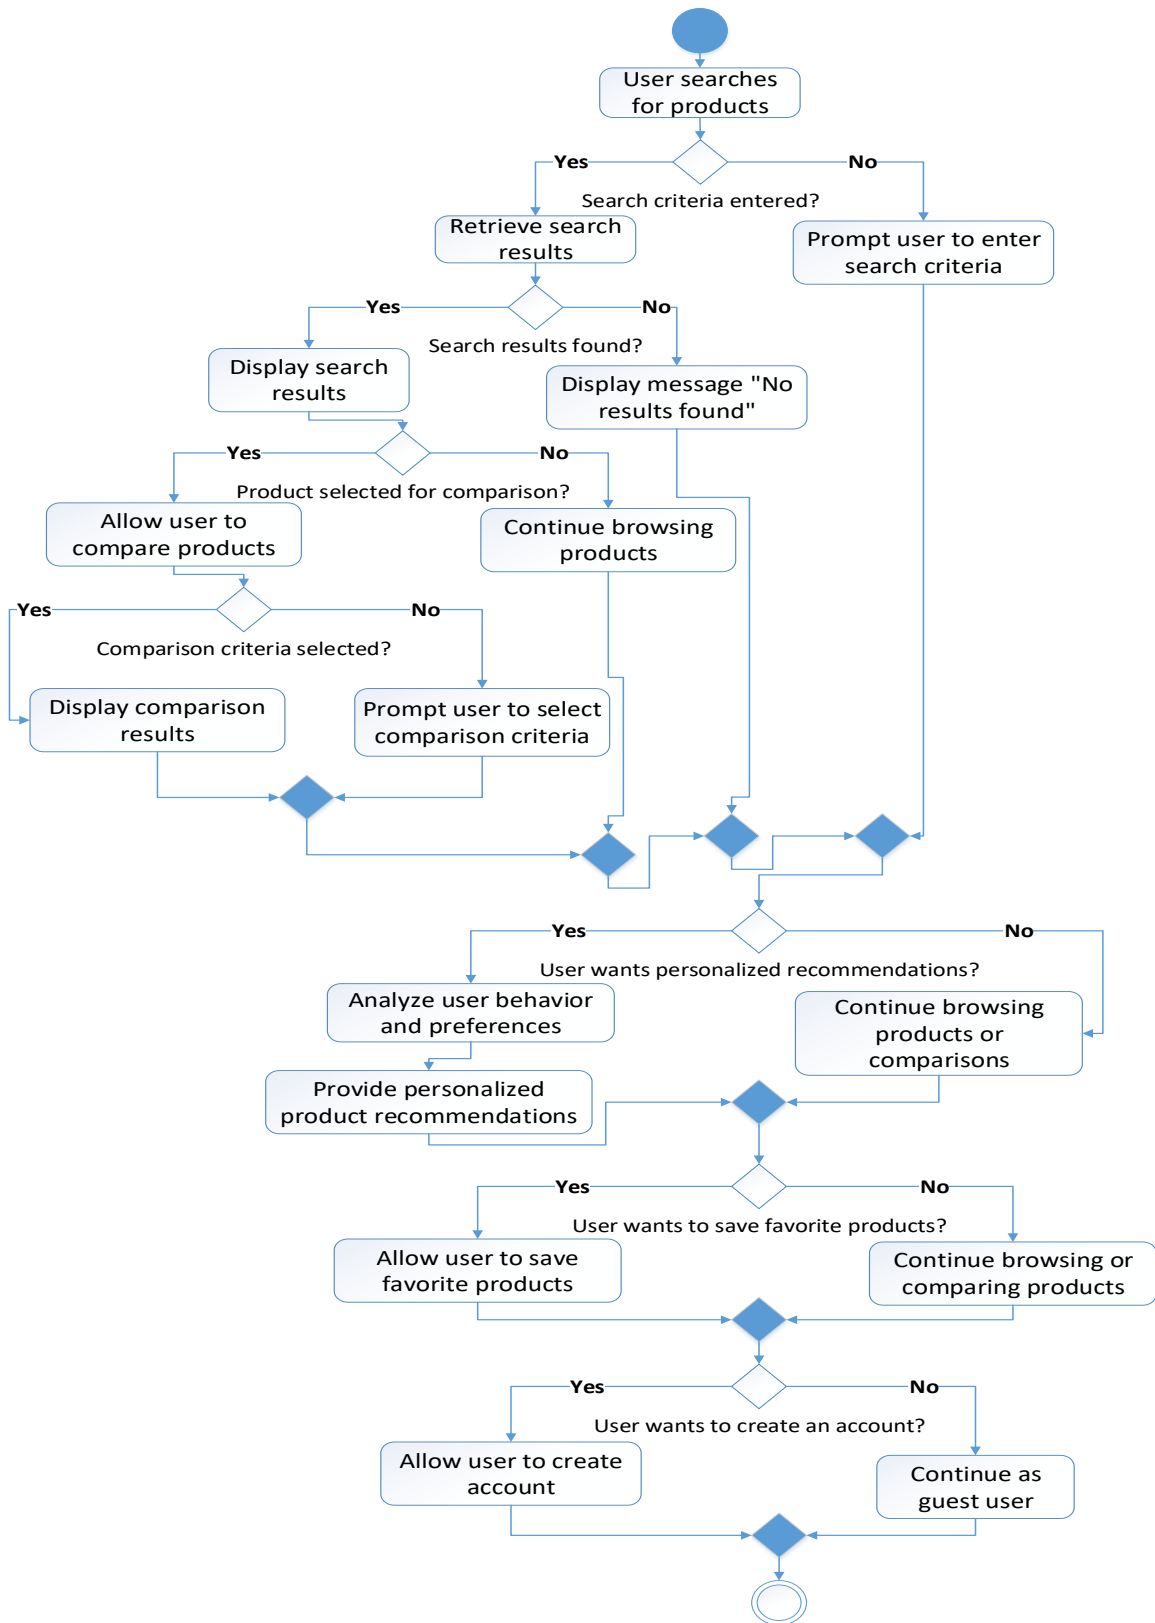 User searches
for products
Yes
No
Search criteria entered?
Retrieve search
results
Prompt user to enter
search criteria
Yes
No
Search results found?
Display search
results
Display message "No
results found"
Yes
No
Product selected for comparison?
Allow user to
compare products
Continue browsing
products
Yes
No
Comparison criteria selected?
Display comparison
results
Prompt user to select
comparison criteria
Yes
No
User wants personalized recommendations?
Analyze user behavior
and preferences
Continue browsing
products or
comparisons
Provide personalized
product recommendations
Yes
No
User wants to save favorite products?
Allow user to save
favorite products
Continue browsing or
comparing products
Yes
No
User wants to create an account?
Allow user to create
account
Continue as
guest user